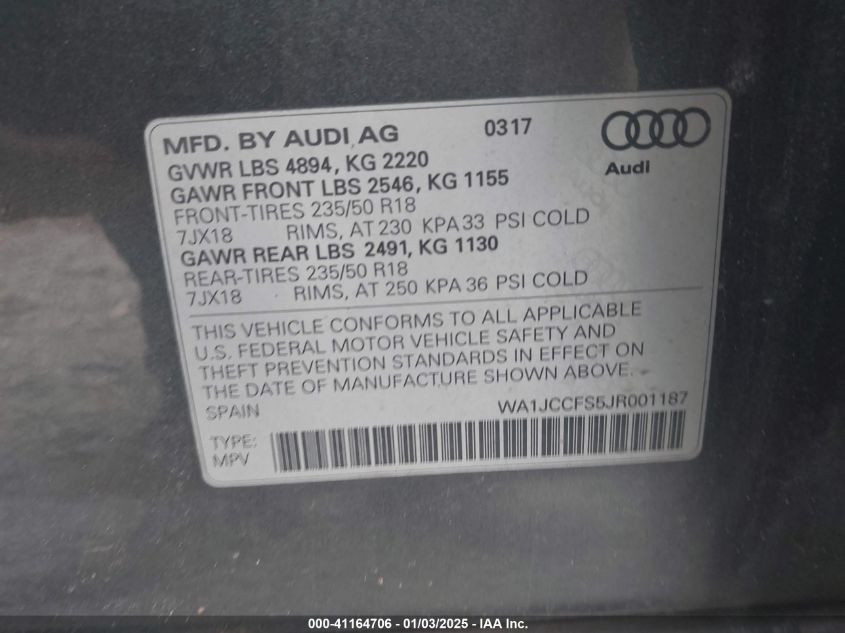 MFD. BY AUDI AG 0317
Audi
GVWR LBS 4894, KG 2220
GAWR FRONT LBS 2546, KG 1155
FRONT-TIRES 235/50 R18
7JX18 RIMS, AT 230 KPA 33 PSI COLD
GAWR REAR LBS 2491, KG 1130
REAR-TIRES 235/50 R18
7JX18 RIMS, AT 250 KPA 36 PSI COLD
THIS VEHICLE CONFORMS TO ALL APPLICABLE
U.S. FEDERAL MOTOR VEHICLE SAFETY AND
THEFT PREVENTION STANDARDS IN EFFECT ON
THE DATE OF MANUFACTURE SHOWN ABOVE.
SPAIN WA1JCCFS5JR001187
TYPE:
MPV
000-41164706 - 01/03/2025 - IAA Inc.